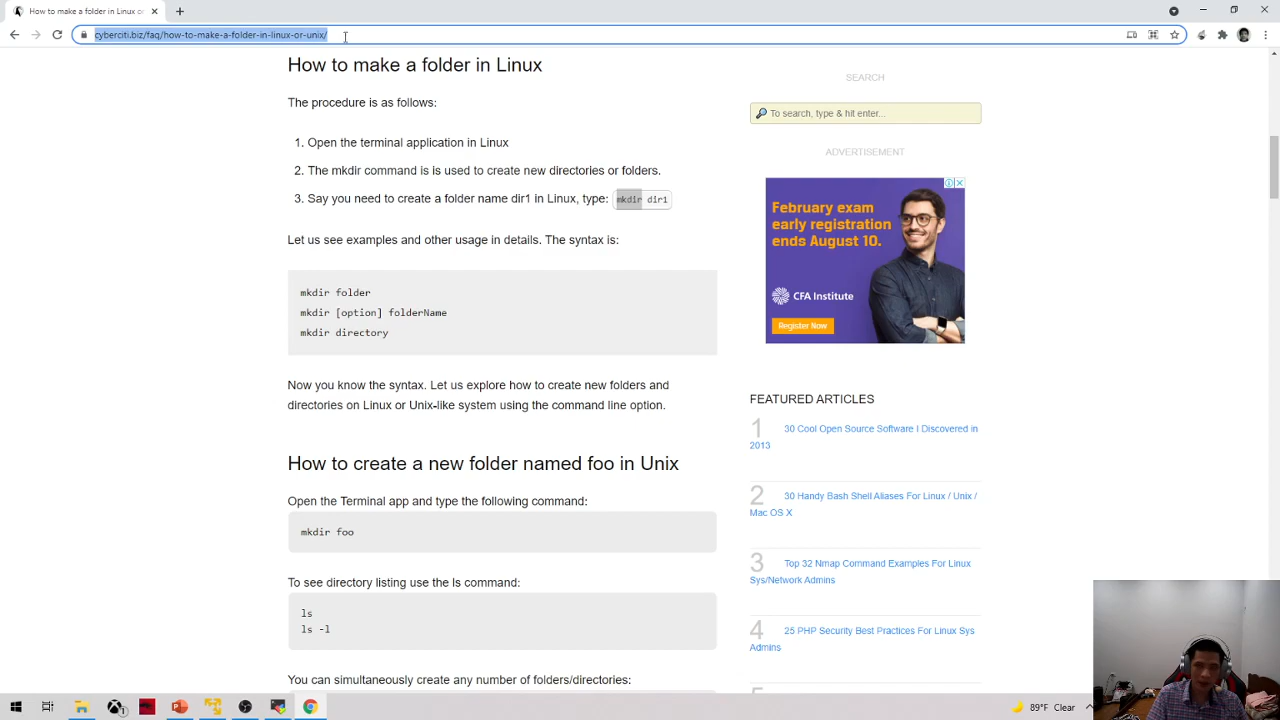 How to make a folder in Linux o
cyberciti.biz/faq/how-to-make-a-folder-in-linux-or-unix/
How to make a folder in Linux
The procedure is as follows:
1. Open the terminal application in Linux
2. The mkdir command is is used to create new directories or folders.
3. Say you need to create a folder name dir1 in Linux, type: mkdir dir1
Let us see examples and other usage in details. The syntax is:
mkdir folder
mkdir [option] folderName
mkdir directory
Now you know the syntax. Let us explore how to create new folders and
directories on Linux or Unix-like system using the command line option.
How to create a new folder named foo in Unix
Open the Terminal app and type the following command:
mkdir foo
To see directory listing use the ls command:
ls
ls -l
You can simultaneously create any number of folders/directories:
SEARCH
To search, type & hit enter...
ADVERTISEMENT
February exam
early registration
ends August 10.
CFA Institute
Register Now
FEATURED ARTICLES
1 30 Cool Open Source Software I Discovered in
2013
2 30 Handy Bash Shell Aliases For Linux / Unix /
Mac OS X
3 Top 32 Nmap Command Examples For Linux
Sys/Network Admins
4 25 PHP Security Best Practices For Linux Sys
Admins
89°F Clear